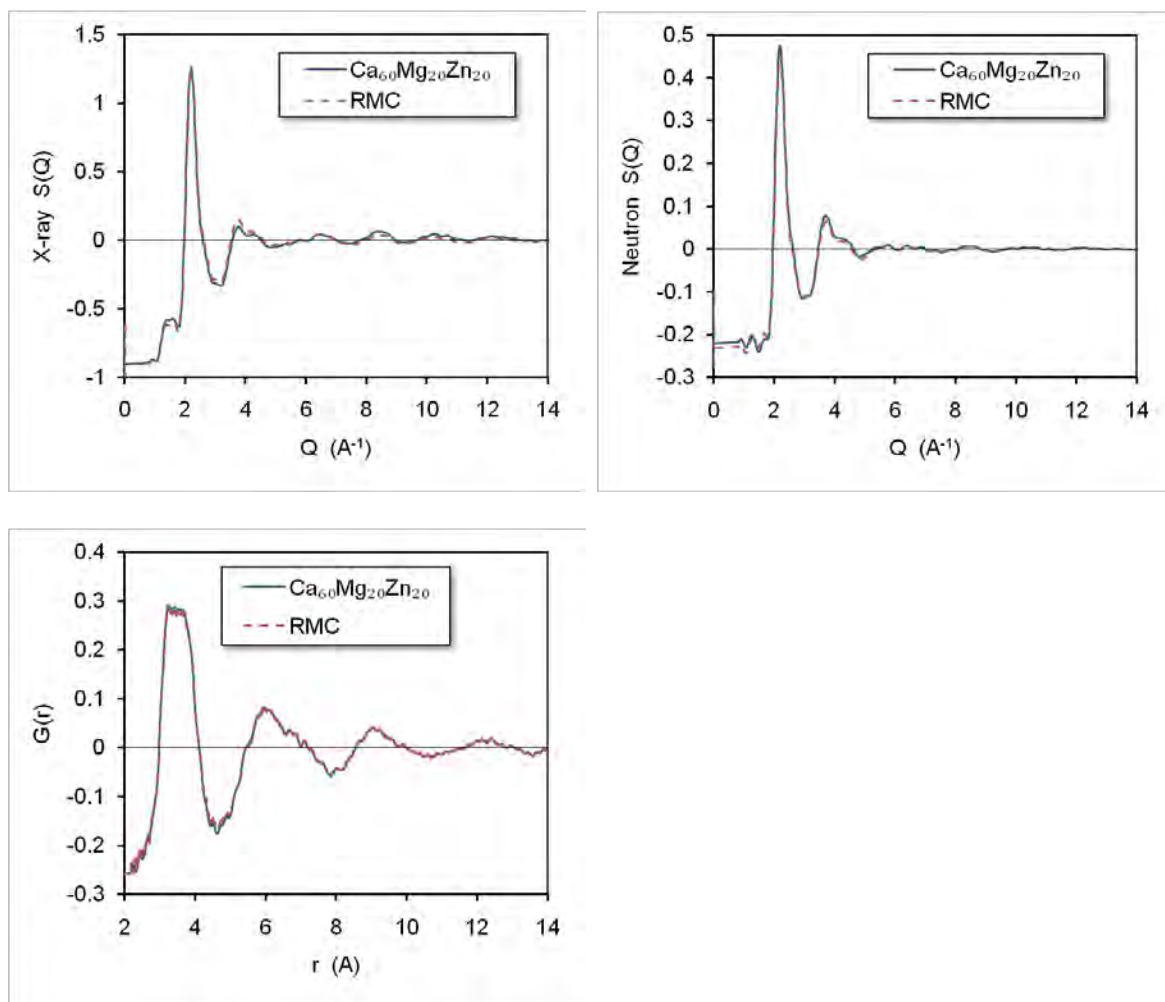 1.5
1
0.5
0
-0.5
-1
X-ray S(Q)
Ca₆₀Mg₂₀Zn₂₀
RMC
0 2 4 6 8 10 12 14
Q (A⁻¹)
0.5
0.4
0.3
0.2
0.1
0
-0.1
-0.2
-0.3
Neutron S(Q)
Ca₆₀Mg₂₀Zn₂₀
RMC
0 2 4 6 8 10 12 14
Q (A⁻¹)
0.4
0.3
0.2
0.1
0
-0.1
-0.2
-0.3
G(r)
Ca₆₀Mg₂₀Zn₂₀
RMC
2 4 6 8 10 12 14
r (A)